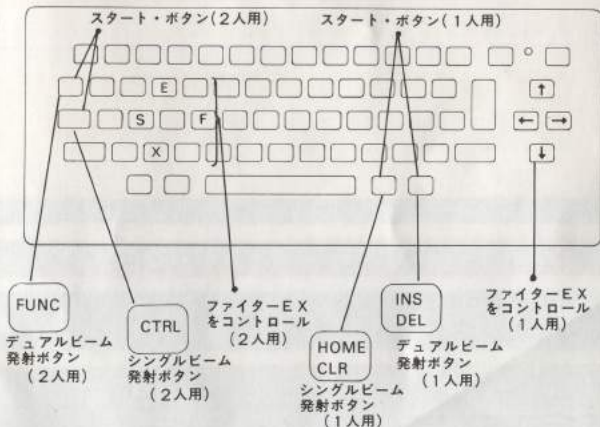 スタート・ボタン(2人用)
スタート・ボタン(1人用)
E
↑
S F
← →
X
↓
FUNC
デュアルビーム
発射ボタン
(2人用)
CTRL
シングルビーム
発射ボタン
(2人用)
ファイターEX
をコントロール
(2人用)
HOME
CLR
シングルビーム
発射ボタン
(1人用)
INS
DEL
デュアルビーム
発射ボタン
(1人用)
ファイターEX
をコントロール
(1人用)